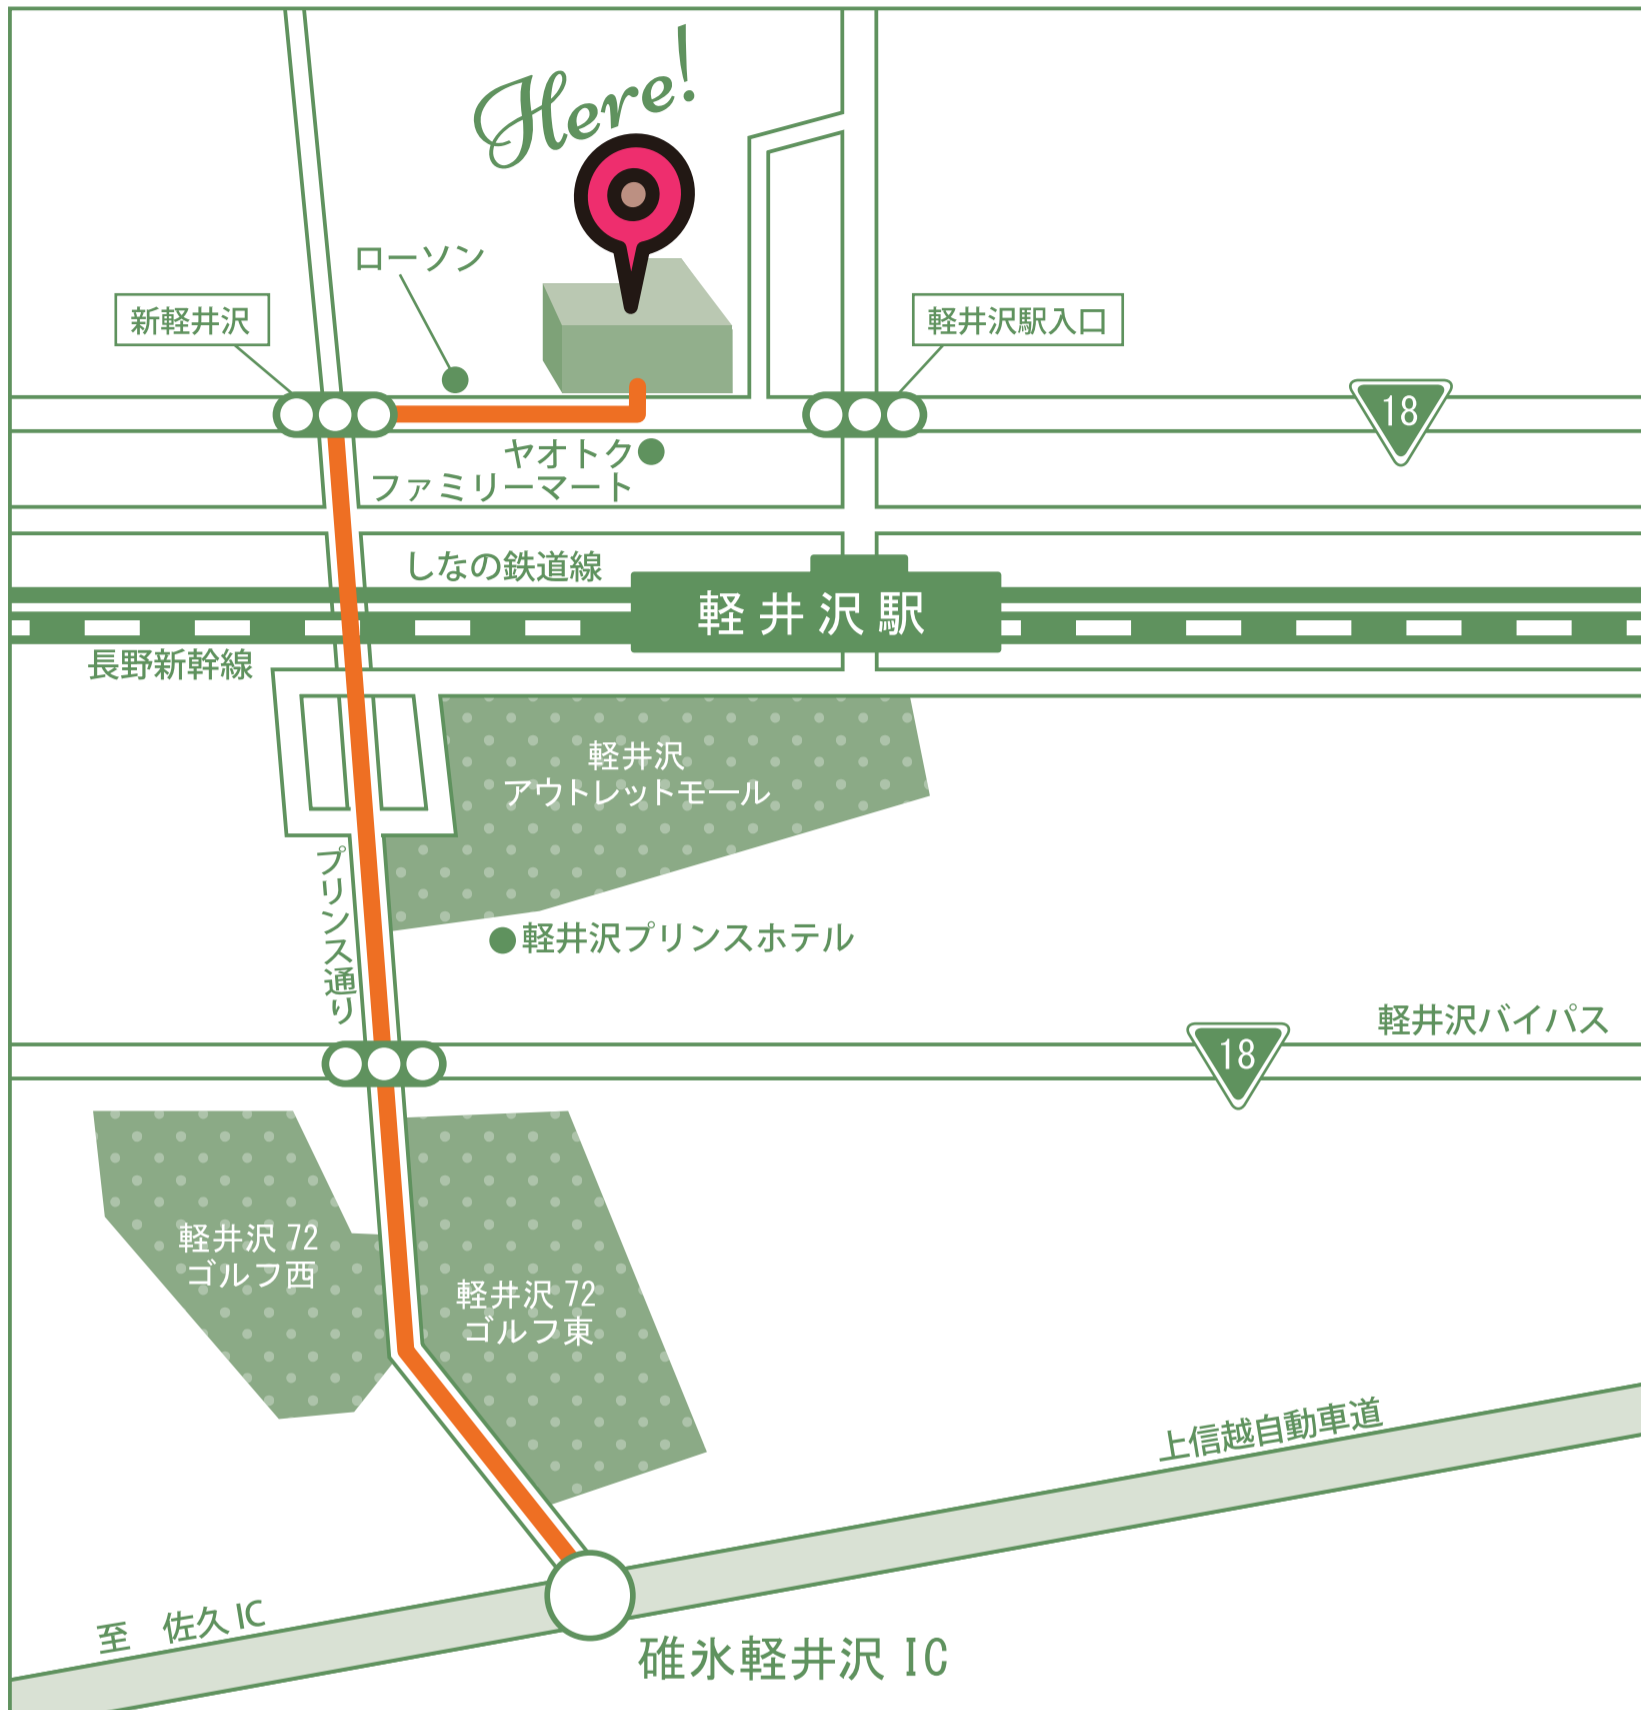 Here!
ローソン
新軽井沢
軽井沢駅入口
18
ヤオトク
ファミリーマート
しなの鉄道線
軽井沢駅
長野新幹線
軽井沢
アウトレットモール
プリンス通り
軽井沢プリンスホテル
軽井沢バイパス
18
軽井沢 72
ゴルフ西
軽井沢 72
ゴルフ東
上信越自動車道
至　佐久 IC
碓氷軽井沢 IC